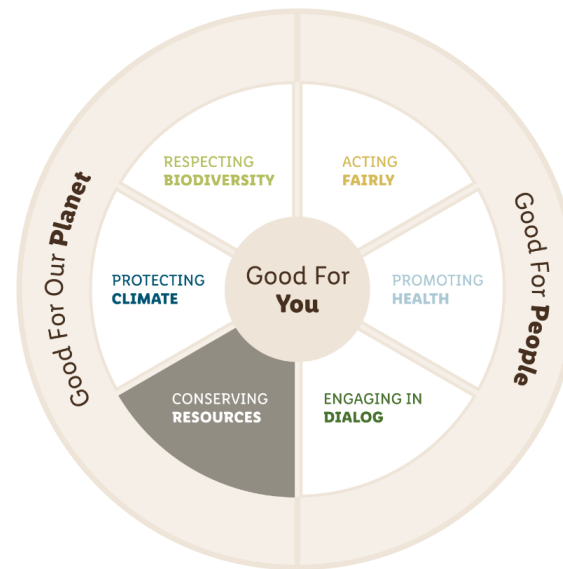 RESPECTING
BIODIVERSITY
ACTING
FAIRLY
Good For Our Planet
PROTECTING
CLIMATE
Good For
You
PROMOTING
HEALTH
Good For People
CONSERVING
RESOURCES
ENGAGING IN
DIALOG